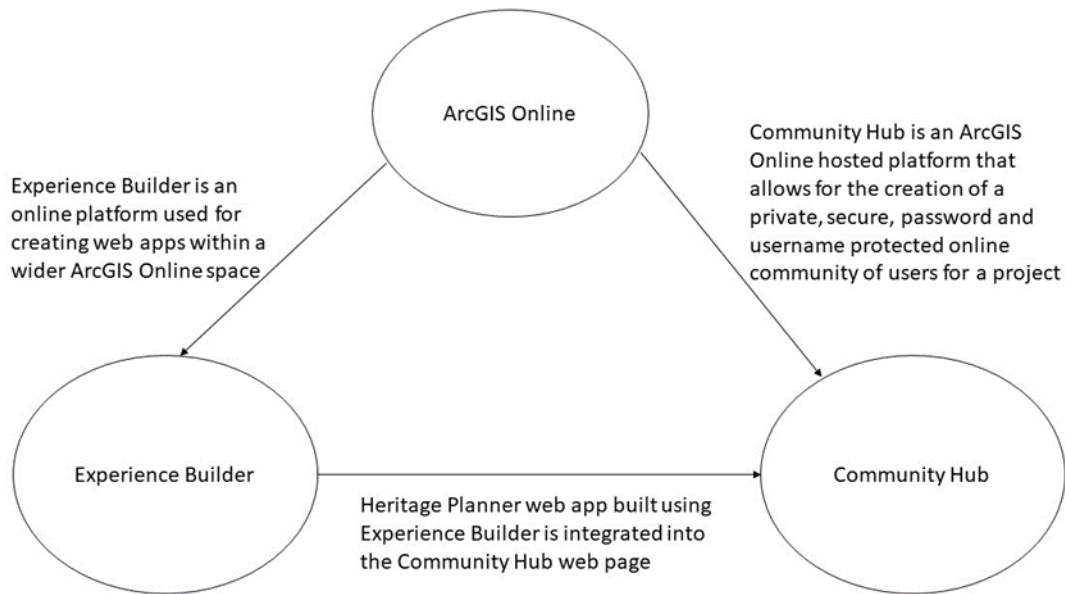 ArcGIS Online
Experience Builder is an
online platform used for
creating web apps within a
wider ArcGIS Online space
Community Hub is an ArcGIS
Online hosted platform that
allows for the creation of a
private, secure, password and
username protected online
community of users for a project
Experience Builder
Heritage Planner web app built using
Experience Builder is integrated into
the Community Hub web page
Community Hub